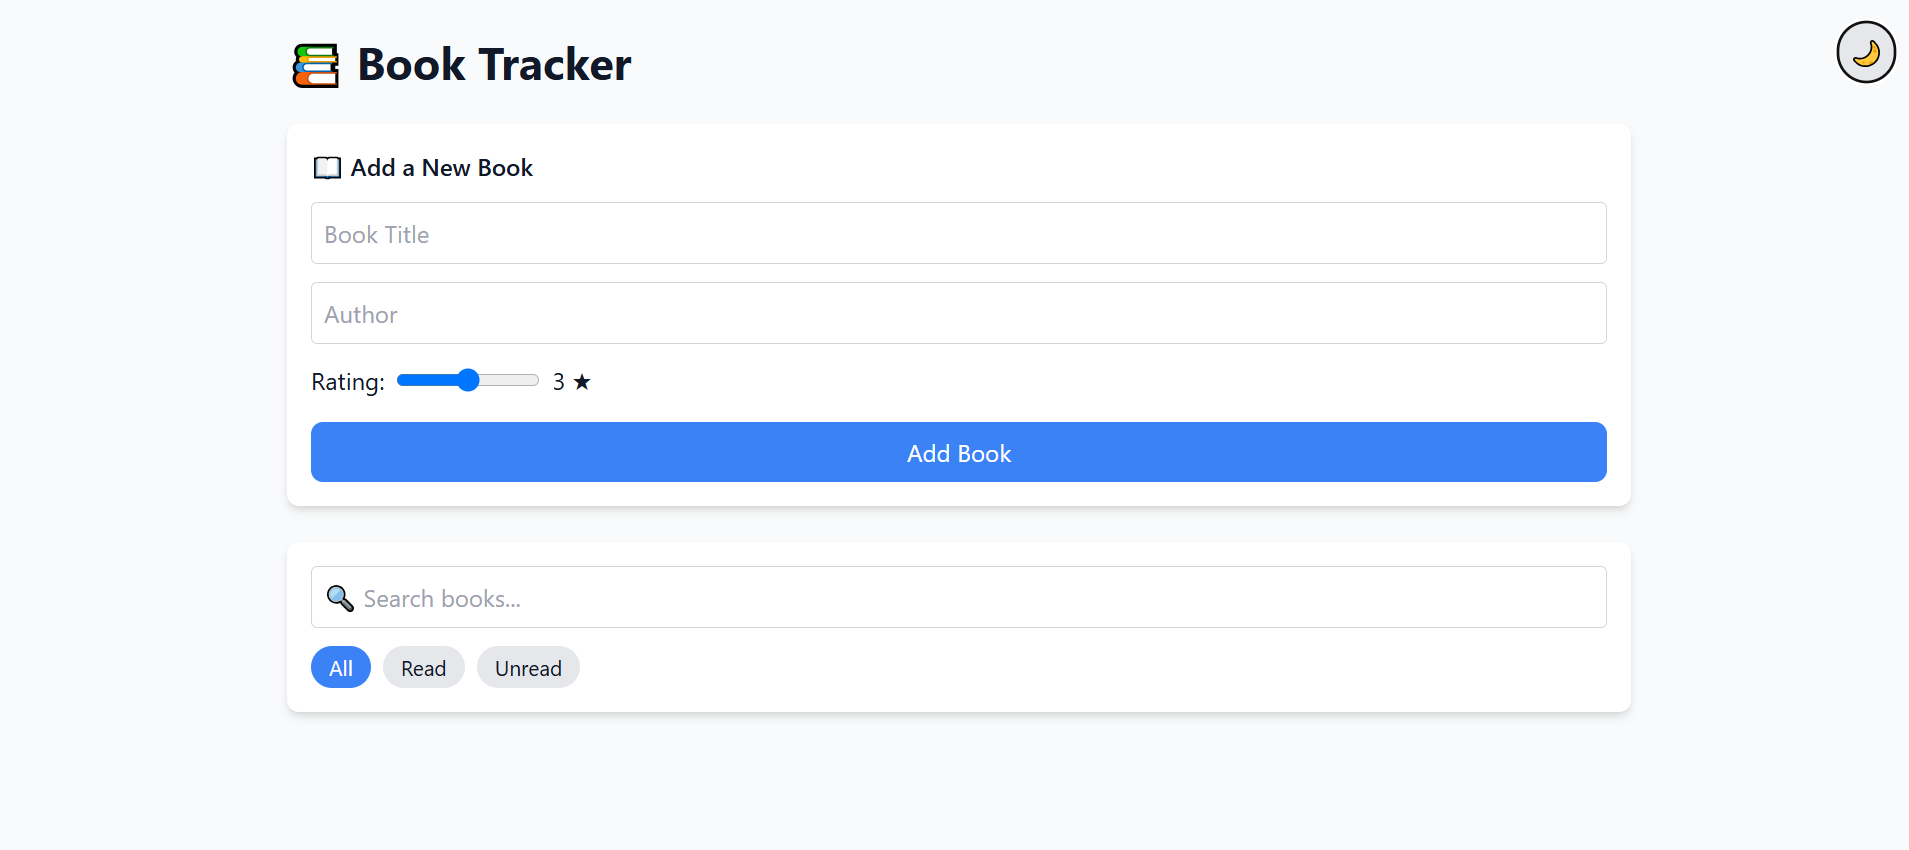 Book Tracker
Add a New Book
Book Title
Author
Rating: 3 ★
Add Book
Search books...
All Read Unread